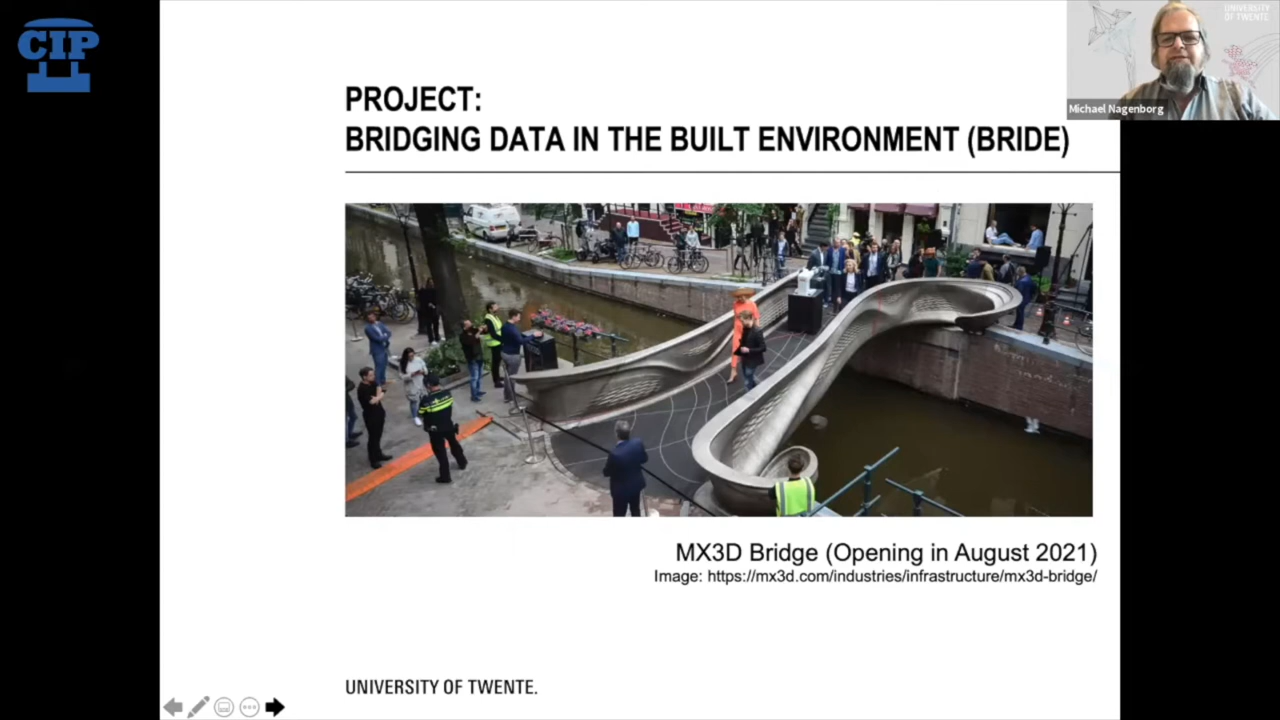 CIP
UNIVERSITY
OF TWENTE.
Michael Nagenborg
PROJECT:
BRIDGING DATA IN THE BUILT ENVIRONMENT (BRIDE)
MX3D Bridge (Opening in August 2021)
Image: https://mx3d.com/industries/infrastructure/mx3d-bridge/
UNIVERSITY OF TWENTE.